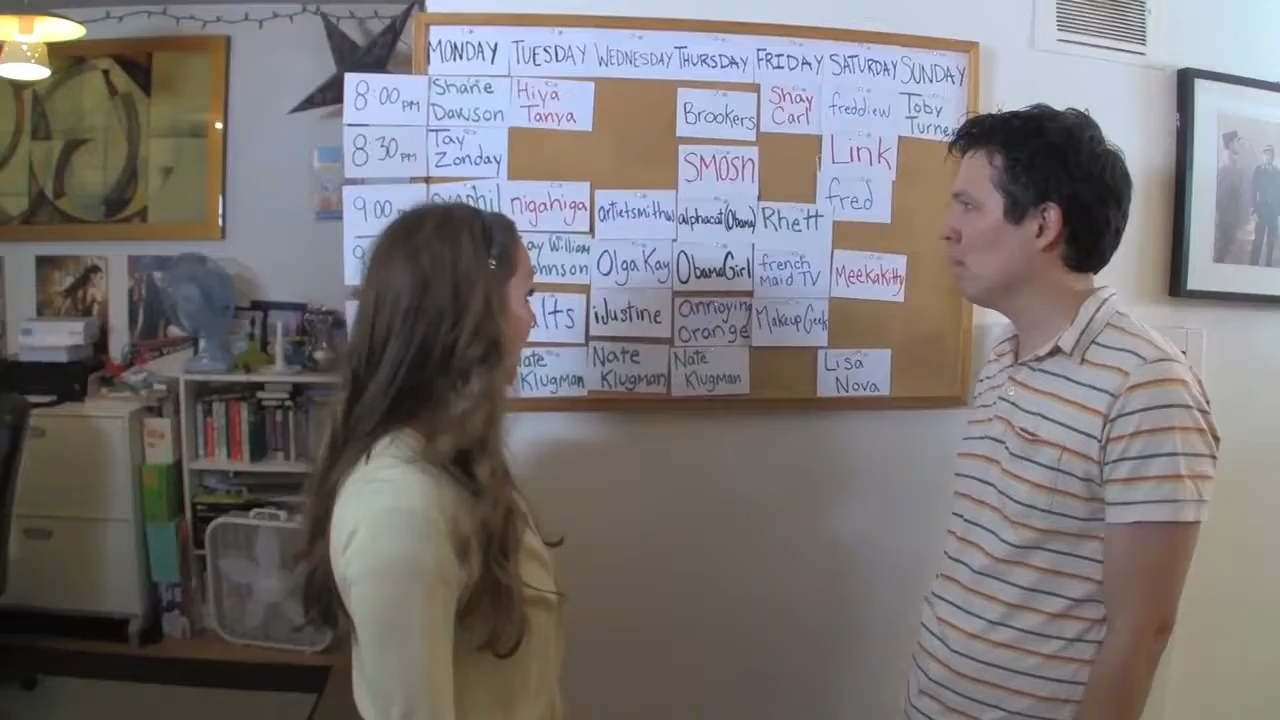 MONDAY TUESDAY WEDNESDAY THURSDAY FRIDAY SATURDAY SUNDAY
8:00 PM
Shane
Dawson
Hiya
Tanya
Brookers
Shay
Carl
freddiew
Toby
Turner
8:30 PM
Tay
Zonday
SMOSH
Link
fred
9:00
nigahiga
alphacat (Obama)
Rhett
Olga Kay
ObamaGirl
french
maid TV
MeekaKitty
iJustine
annoying
orange
MakeupGeek
Nate
Klugman
Nate
Klugman
Nate
Klugman
Lisa
Nova